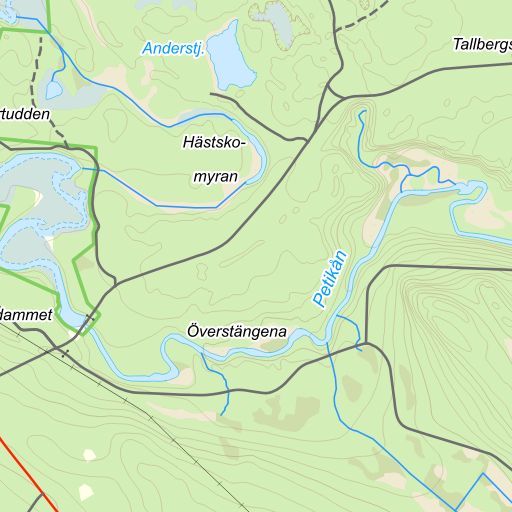 Tallbergs
Anderstj.
rtudden
Hästsko-
myran
Petikån
dammet
Överstängena